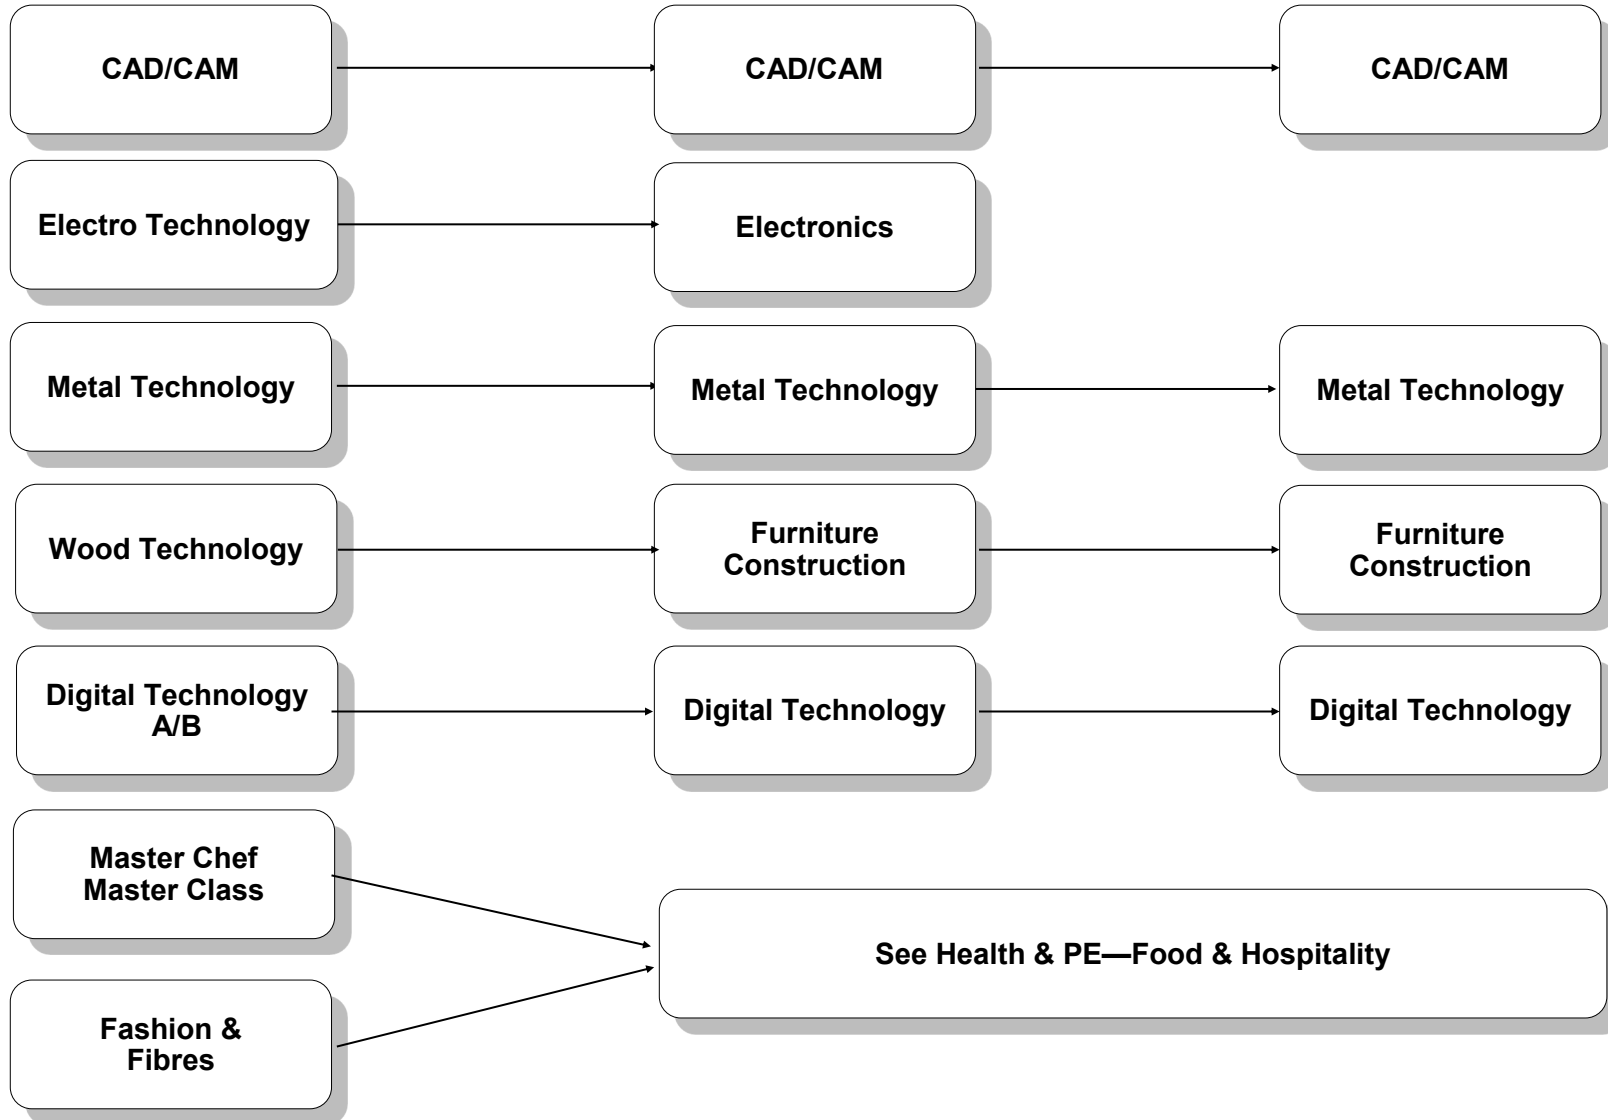 CAD/CAM
CAD/CAM
CAD/CAM
Electro Technology
Electronics
Metal Technology
Metal Technology
Metal Technology
Wood Technology
Furniture
Construction
Furniture
Construction
Digital Technology
A/B
Digital Technology
Digital Technology
Master Chef
Master Class
See Health & PE—Food & Hospitality
Fashion &
Fibres